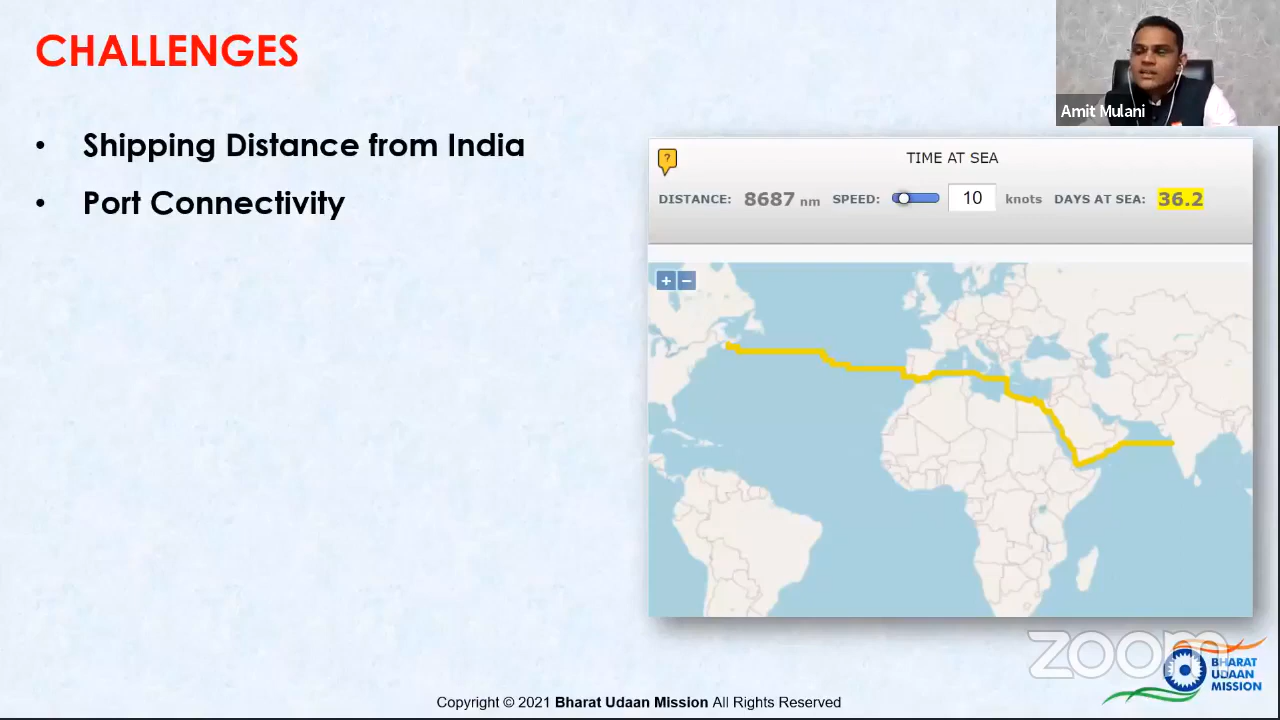 CHALLENGES
• Shipping Distance from India
• Port Connectivity
Amit Mulani
?
TIME AT SEA
DISTANCE: 8687 nm SPEED: 10 knots DAYS AT SEA: 36.2
+ −
zoom
BHARAT
UDAAN
MISSION
Copyright © 2021 Bharat Udaan Mission All Rights Reserved